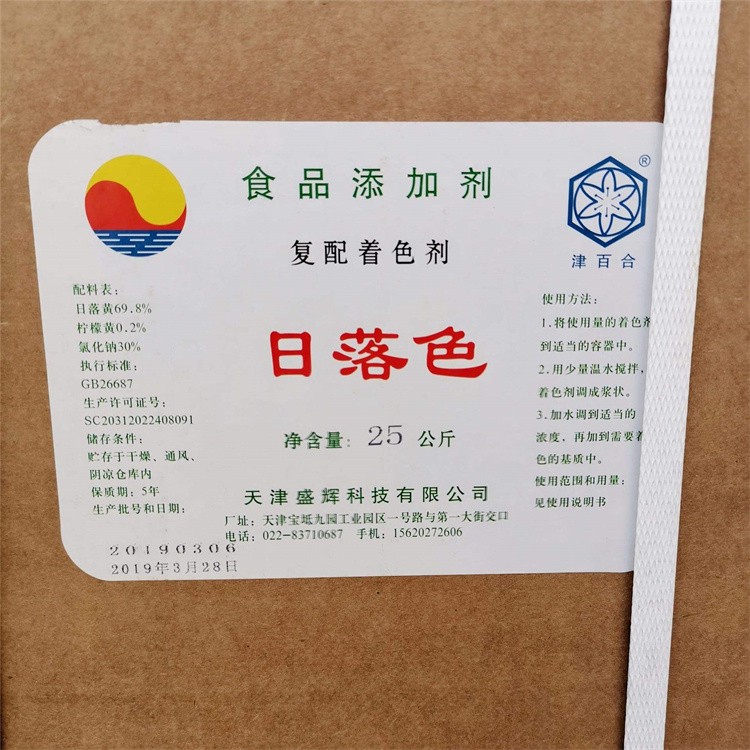 食品添加剂
复配着色剂
日落色
净含量: 25 公斤
天津盛辉科技有限公司
厂址: 天津宝坻九园工业园区一号路与第一大街交口
电话: 022-83710687 手机: 15620272606
配料表:
日落黄69.8%
柠檬黄0.2%
氯化钠30%
执行标准:
GB26687
生产许可证号:
SC20312022408091
储存条件:
贮存于干燥、通风、
阴凉仓库内
保质期: 5年
生产批号和日期:
20190306
2019年3月28日
®
津百合
使用方法:
1.将使用量的着色剂
到适当的容器中。
2.用少量温水搅拌,
着色剂调成浆状。
3.加水调到适当的
浓度, 再加到需要着
色的基质中。
使用范围和用量:
见使用说明书